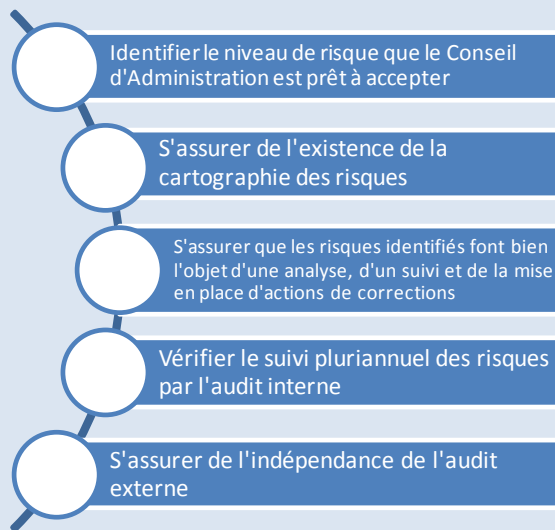 Identifier le niveau de risque que le Conseil
d'Administration est prêt à accepter
S'assurer de l'existence de la
cartographie des risques
S'assurer que les risques identifiés font bien
l'objet d'une analyse, d'un suivi et de la mise
en place d'actions de corrections
Vérifier le suivi pluriannuel des risques
par l'audit interne
S'assurer de l'indépendance de l'audit
externe